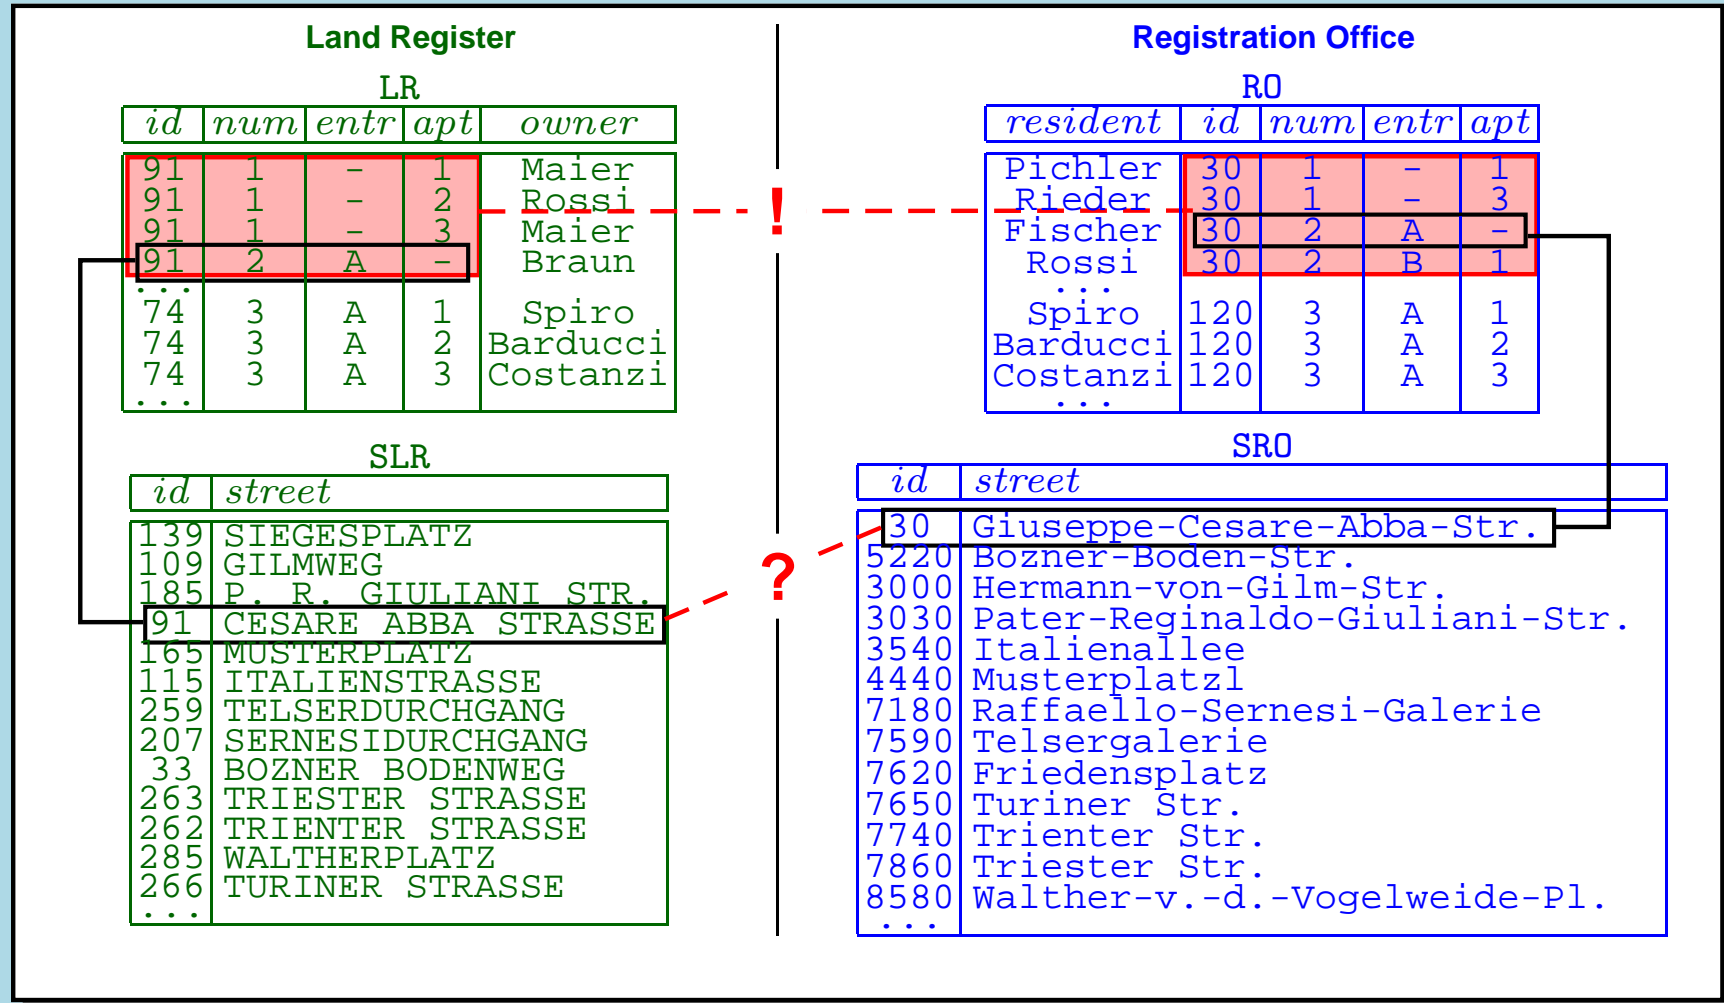 Land Register
LR
id num entr apt owner
91 1 - 1 Maier
91 1 - 2 Rossi
91 1 - 3 Maier
91 2 A - Braun
...
74 3 A 1 Spiro
74 3 A 2 Barducci
74 3 A 3 Costanzi
...
SLR
id street
139 SIEGESPLATZ
109 GILMWEG
185 P. R. GIULIANI STR.
91 CESARE ABBA STRASSE
165 MUSTERPLATZ
115 ITALIENSTRASSE
259 TELSERDURCHGANG
207 SERNESIDURCHGANG
33 BOZNER BODENWEG
263 TRIESTER STRASSE
262 TRIENTER STRASSE
285 WALTHERPLATZ
266 TURINER STRASSE
...
!
?
Registration Office
RO
resident id num entr apt
Pichler 30 1 - 1
Rieder 30 1 - 3
Fischer 30 2 A -
Rossi 30 2 B 1
...
Spiro 120 3 A 1
Barducci 120 3 A 2
Costanzi 120 3 A 3
...
SRO
id street
30 Giuseppe-Cesare-Abba-Str.
5220 Bozner-Boden-Str.
3000 Hermann-von-Gilm-Str.
3030 Pater-Reginaldo-Giuliani-Str.
3540 Italienallee
4440 Musterplatzl
7180 Raffaello-Sernesi-Galerie
7590 Telsergalerie
7620 Friedensplatz
7650 Turiner Str.
7740 Trienter Str.
7860 Triester Str.
8580 Walther-v.-d.-Vogelweide-Pl.
...